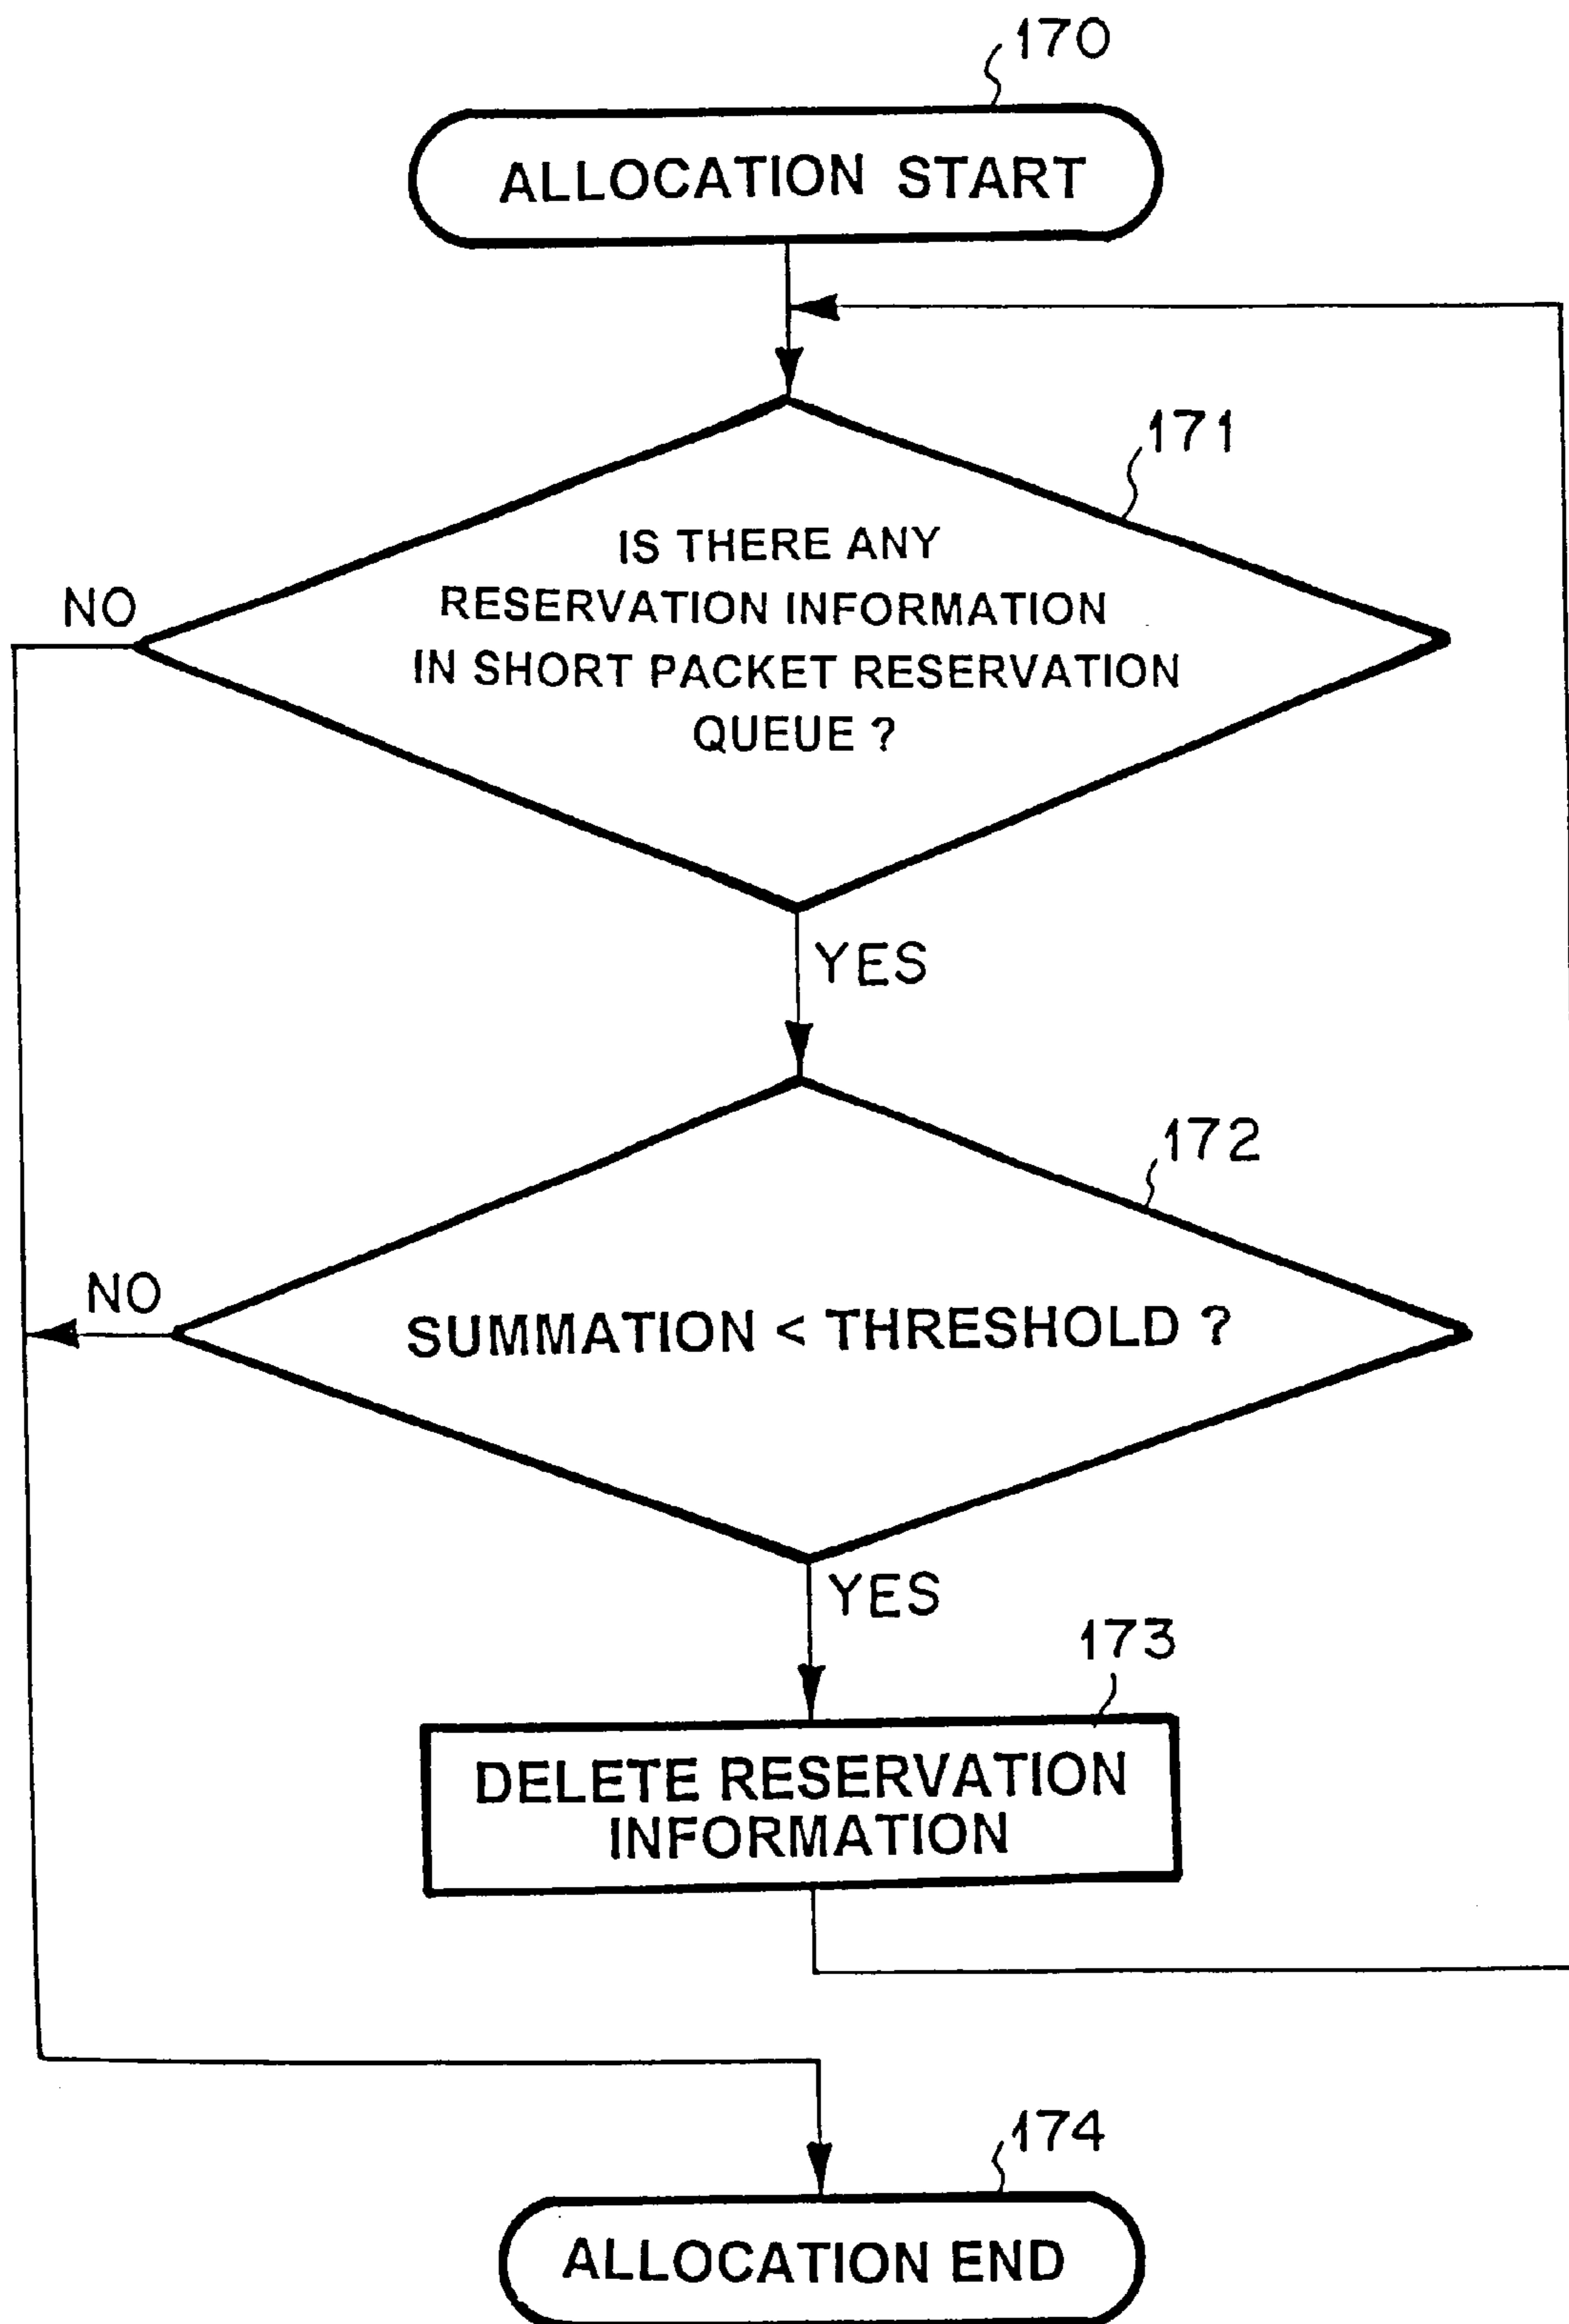 170
ALLOCATION START
171
IS THERE ANY
RESERVATION INFORMATION
IN SHORT PACKET RESERVATION
QUEUE ?
NO
YES
172
SUMMATION < THRESHOLD ?
NO
YES
173
DELETE RESERVATION
INFORMATION
174
ALLOCATION END